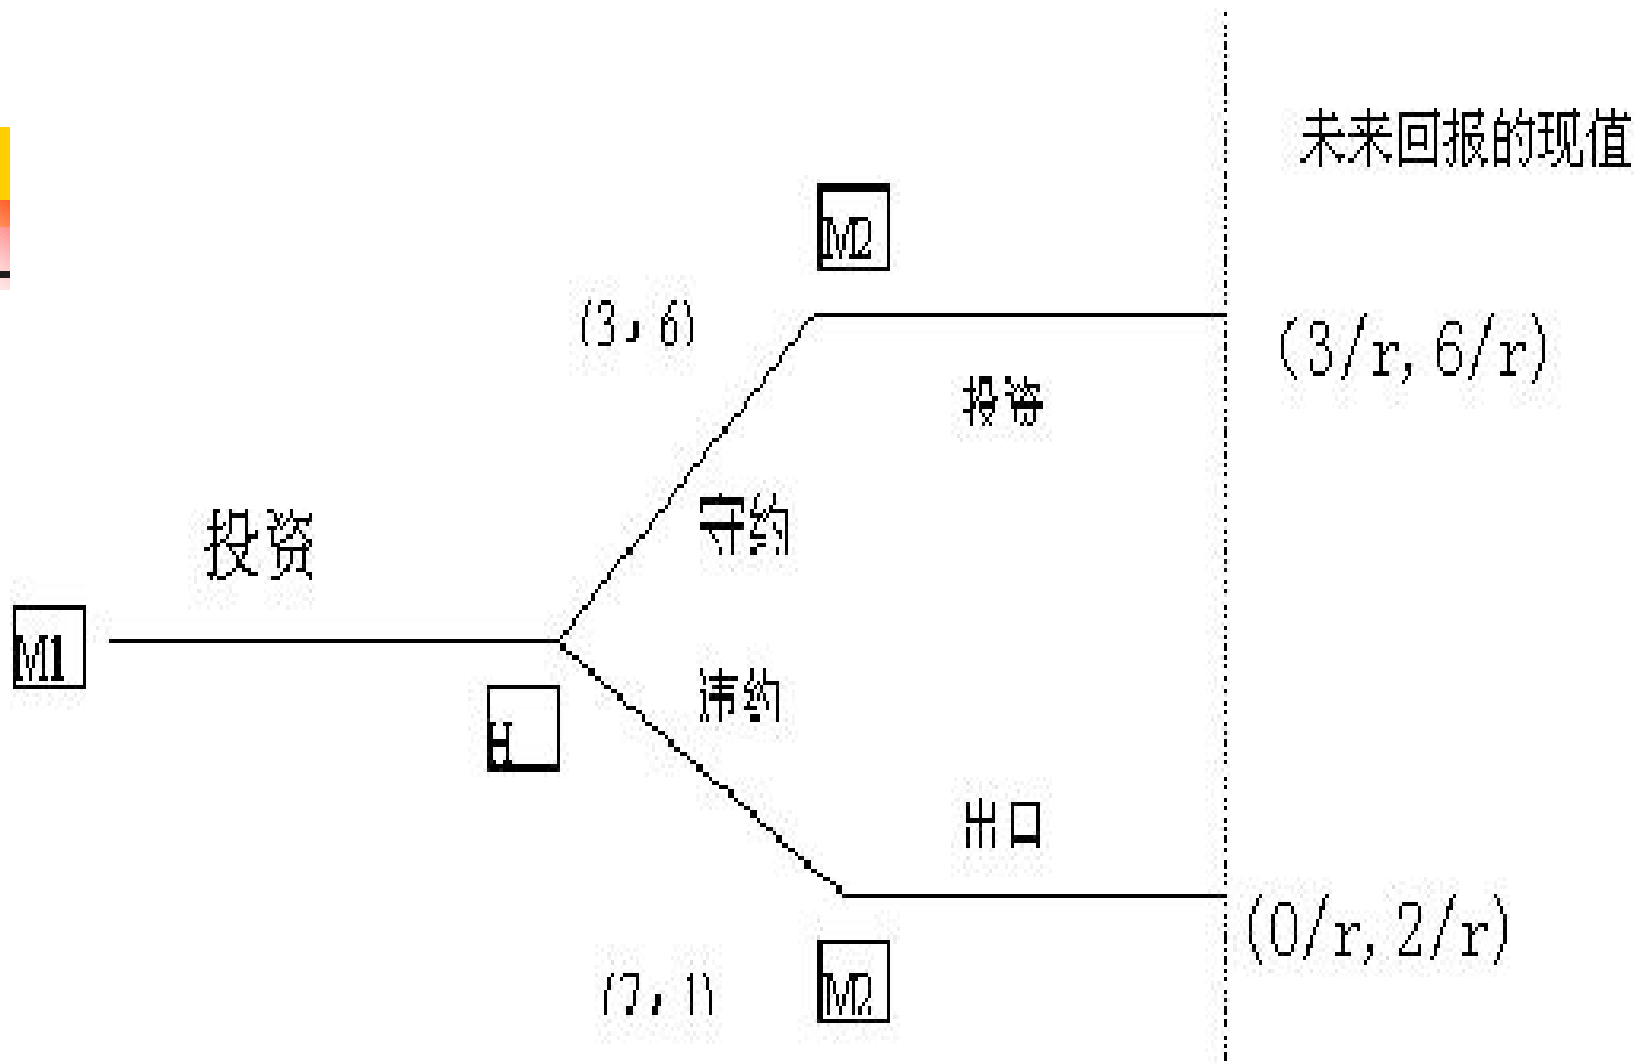 未来回报的现值
M2
(3, 6)
(3/r, 6/r)
投资
守约
投资
M1
违约
H
出口
(0/r, 2/r)
(7, 1)
M2